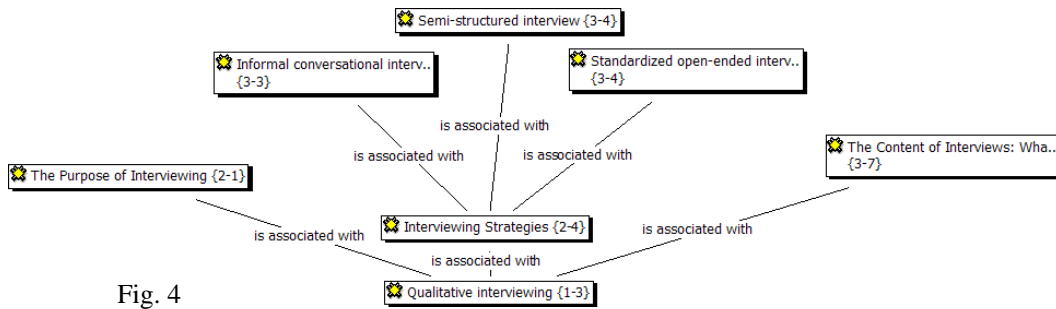 Semi-structured interview {3-4}
Informal conversational interv..
{3-3}
Standardized open-ended interv..
{3-4}
is associated with
is associated with
is associated with
The Content of Interviews: Wha..
{3-7}
The Purpose of Interviewing {2-1}
Interviewing Strategies {2-4}
is associated with
is associated with
is associated with
Qualitative interviewing {1-3}
Fig. 4